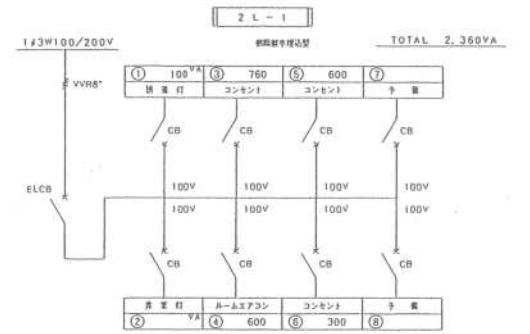 2L-1
1φ3W100/200V
TOTAL 2,360VA
① 100VA ③ 760 ⑤ 600 ⑦
誘導灯 コンセント コンセント 予備
VVR8°
CB CB CB CB
ELCB
100V 100V 100V 100V
100V 100V 100V 100V
CB CB CB CB
非常灯 ルームエアコン コンセント 予備
② VA ④ 600 ⑥ 300 ⑧